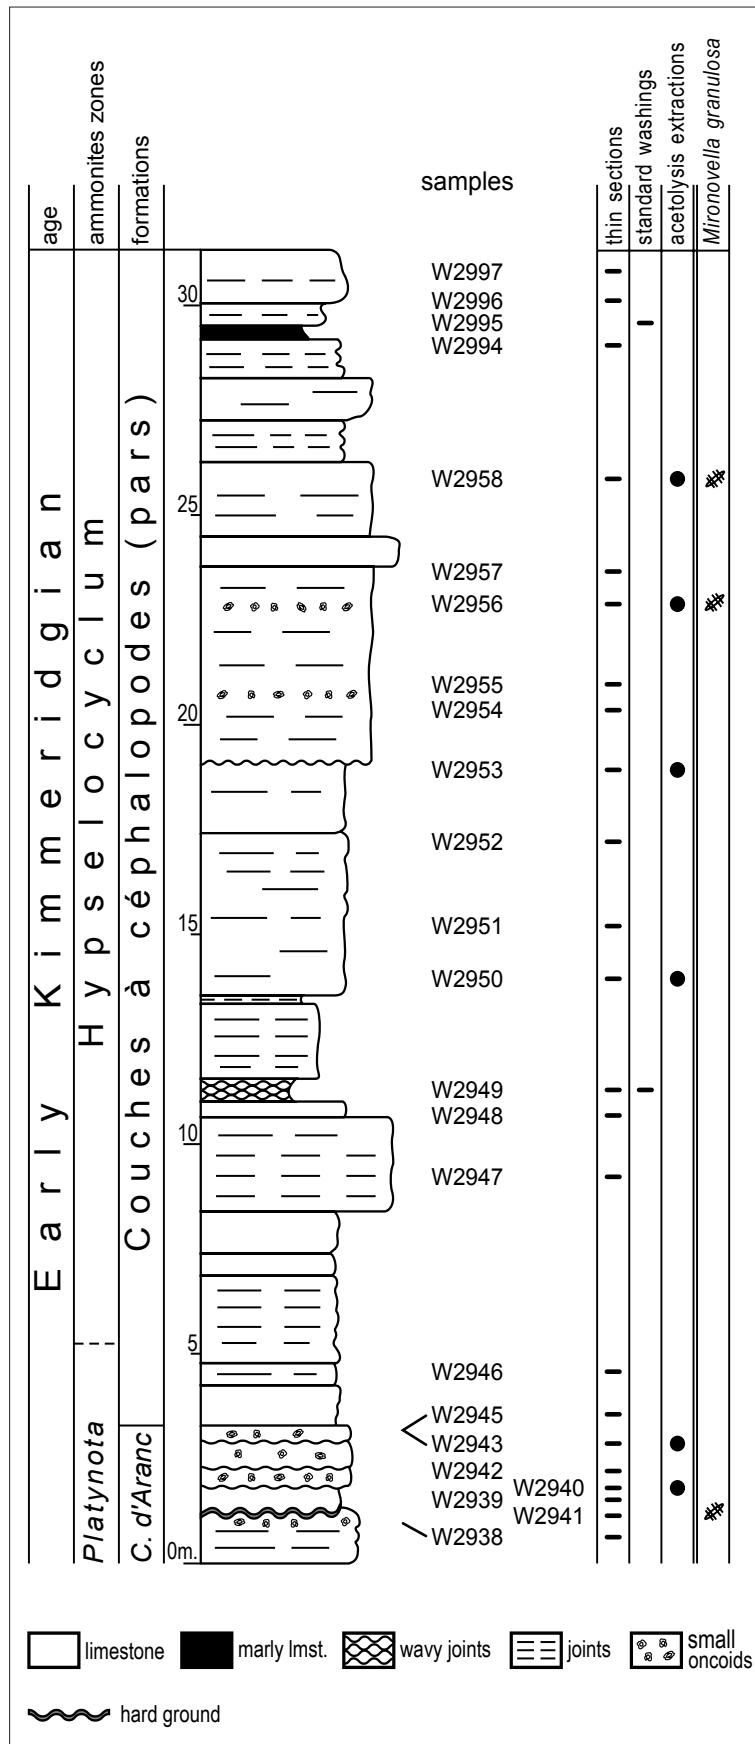 age
ammonites zones
formations
samples
thin sections
standard washings
acetolysis extractions
Mironovella granulosa
Early Kimmeridgian
Hypselocyclum
Platynota
Couches à céphalopodes (pars)
C. d'Aranc
30
25
20
15
10
5
0m.
W2997
W2996
W2995
W2994
W2958
W2957
W2956
W2955
W2954
W2953
W2952
W2951
W2950
W2949
W2948
W2947
W2946
W2945
W2943
W2942
W2940
W2939
W2941
W2938
limestone
marly lmst.
wavy joints
joints
small
oncoids
hard ground